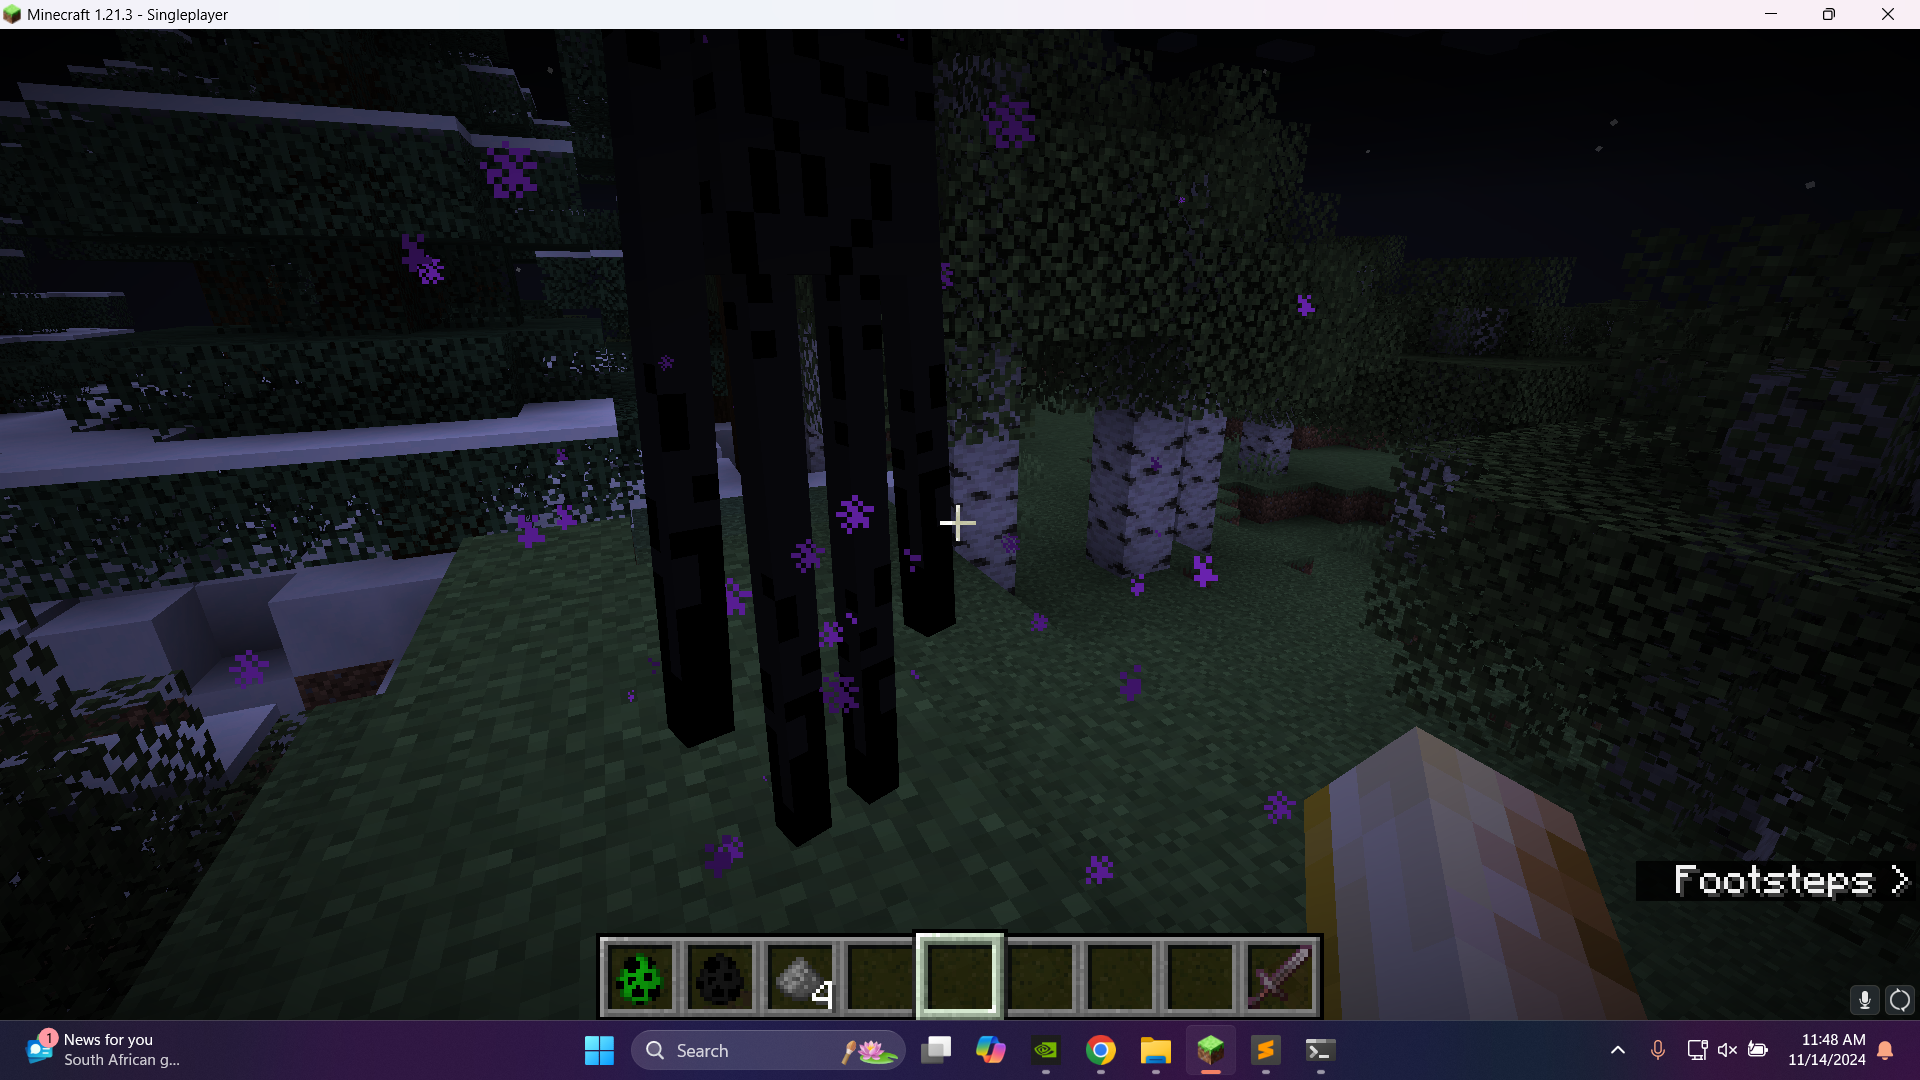 Minecraft 1.21.3 - Singleplayer
Footsteps >
4
1
News for you
South African g...
Search
11:48 AM
11/14/2024